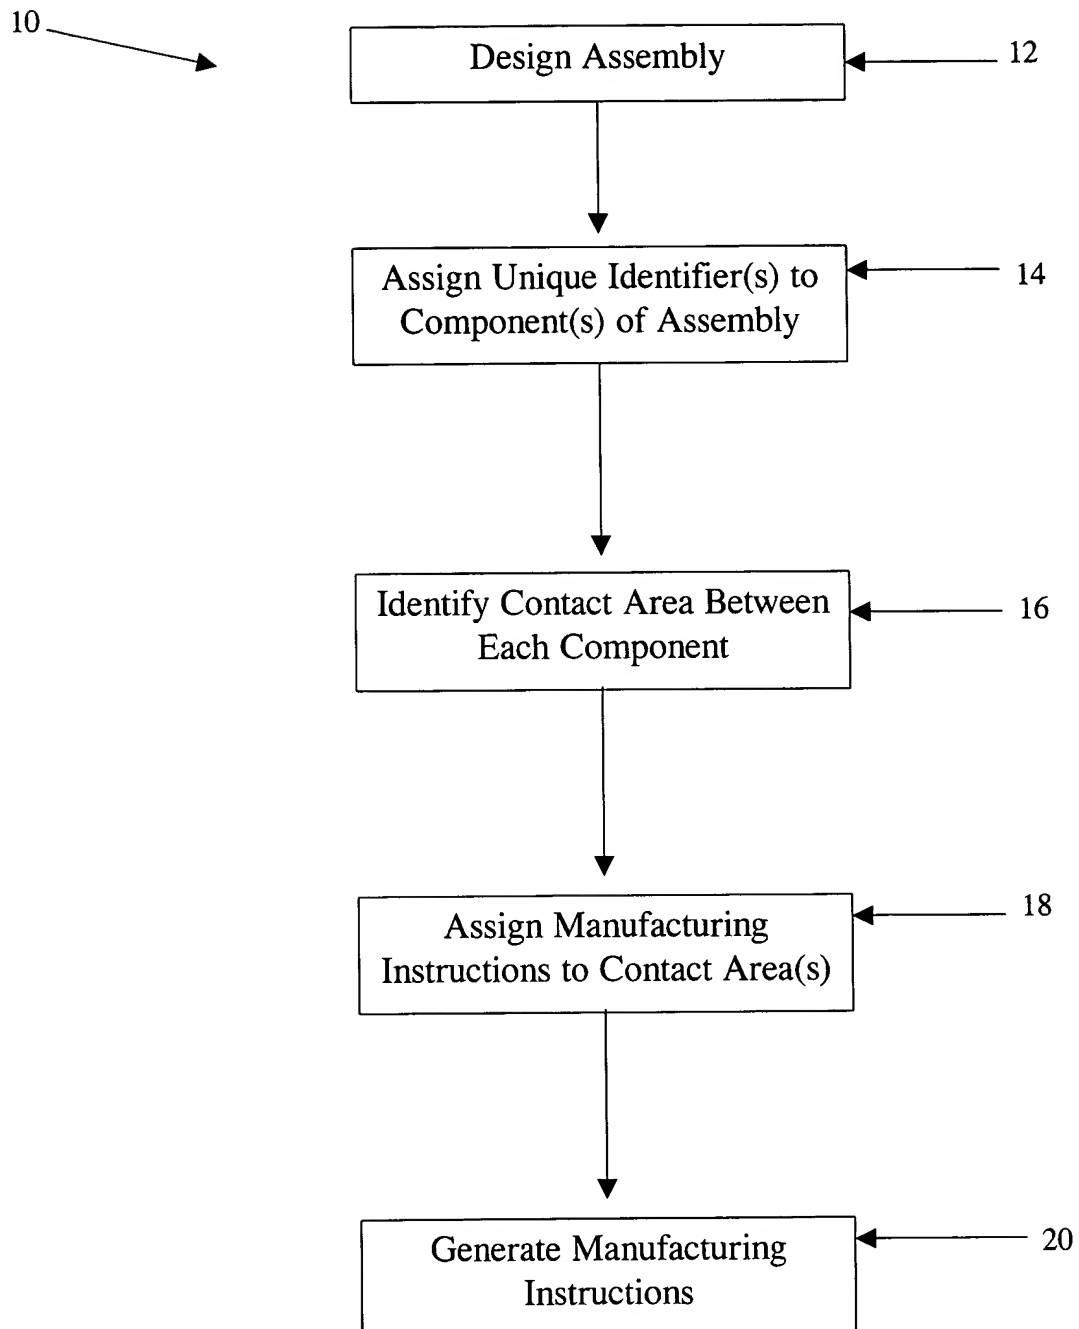 10
Design Assembly
12
Assign Unique Identifier(s) to
Component(s) of Assembly
14
Identify Contact Area Between
Each Component
16
Assign Manufacturing
Instructions to Contact Area(s)
18
Generate Manufacturing
Instructions
20